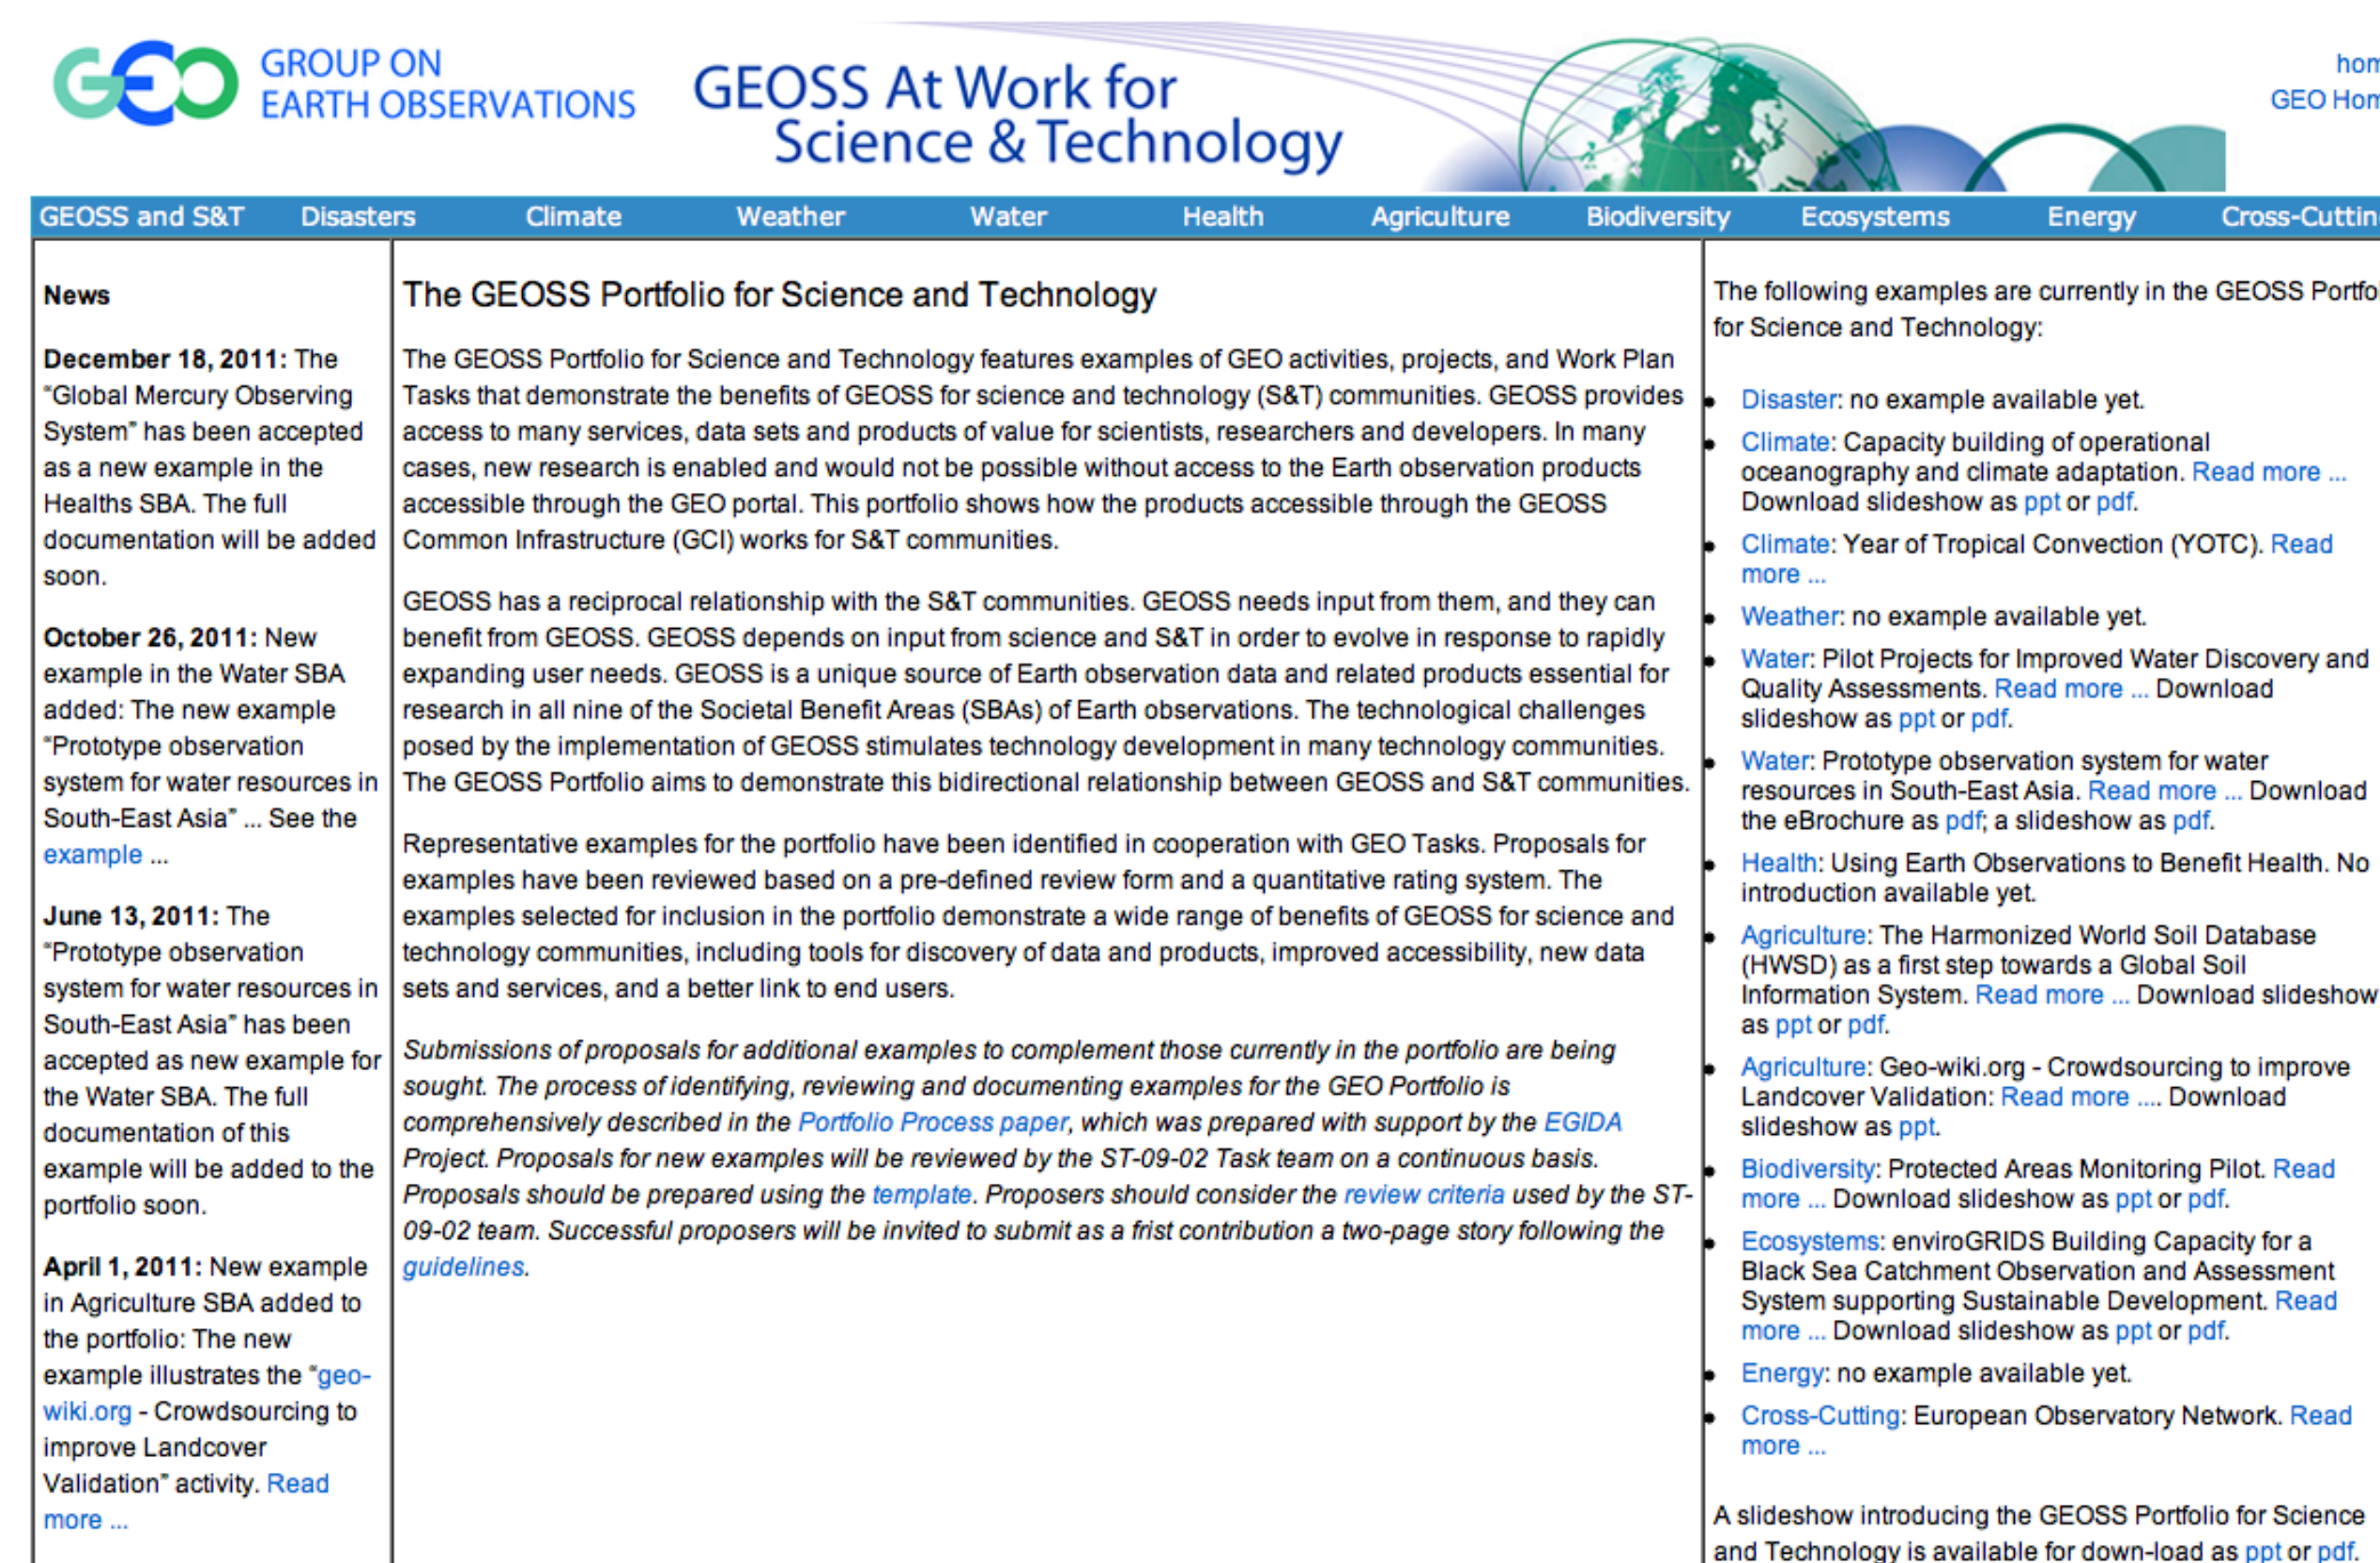 GEO
GROUP ON
EARTH OBSERVATIONS
GEOSS At Work for
Science & Technology
GEO
GEOSS and S&T Disasters Climate Weather Water Health Agriculture Biodiversity Ecosystems Energy
News
December 18, 2011: The
“Global Mercury Observing
System” has been accepted
as a new example in the
Healths SBA. The full
documentation will be added
soon.
October 26, 2011: New
example in the Water SBA
added: The new example
“Prototype observation
system for water resources in
South-East Asia” ... See the
example ...
June 13, 2011: The
“Prototype observation
system for water resources in
South-East Asia” has been
accepted as new example for
the Water SBA. The full
documentation of this
example will be added to the
portfolio soon.
April 1, 2011: New example
in Agriculture SBA added to
the portfolio: The new
example illustrates the “geo-
wiki.org - Crowdsourcing to
improve Landcover
Validation” activity. Read
more ...
The GEOSS Portfolio for Science and Technology
The GEOSS Portfolio for Science and Technology features examples of GEO activities, projects, and Work Plan
Tasks that demonstrate the benefits of GEOSS for science and technology (S&T) communities. GEOSS provides
access to many services, data sets and products of value for scientists, researchers and developers. In many
cases, new research is enabled and would not be possible without access to the Earth observation products
accessible through the GEO portal. This portfolio shows how the products accessible through the GEOSS
Common Infrastructure (GCI) works for S&T communities.
GEOSS has a reciprocal relationship with the S&T communities. GEOSS needs input from them, and they can
benefit from GEOSS. GEOSS depends on input from science and S&T in order to evolve in response to rapidly
expanding user needs. GEOSS is a unique source of Earth observation data and related products essential for
research in all nine of the Societal Benefit Areas (SBAs) of Earth observations. The technological challenges
posed by the implementation of GEOSS stimulates technology development in many technology communities.
The GEOSS Portfolio aims to demonstrate this bidirectional relationship between GEOSS and S&T communities.
Representative examples for the portfolio have been identified in cooperation with GEO Tasks. Proposals for
examples have been reviewed based on a pre-defined review form and a quantitative rating system. The
examples selected for inclusion in the portfolio demonstrate a wide range of benefits of GEOSS for science and
technology communities, including tools for discovery of data and products, improved accessibility, new data
sets and services, and a better link to end users.
Submissions of proposals for additional examples to complement those currently in the portfolio are being
sought. The process of identifying, reviewing and documenting examples for the GEO Portfolio is
comprehensively described in the Portfolio Process paper, which was prepared with support by the EGIDA
Project. Proposals for new examples will be reviewed by the ST-09-02 Task team on a continuous basis.
Proposals should be prepared using the template. Proposers should consider the review criteria used by the ST-
09-02 team. Successful proposers will be invited to submit as a frist contribution a two-page story following the
guidelines.
The following examples are currently in the GEOSS
for Science and Technology:
Disaster: no example available yet.
Climate: Capacity building of operational
oceanography and climate adaptation. Read more ...
Download slideshow as ppt or pdf.
Climate: Year of Tropical Convection (YOTC). Read
more ...
Weather: no example available yet.
Water: Pilot Projects for Improved Water Discovery and
Quality Assessments. Read more ... Download
slideshow as ppt or pdf.
Water: Prototype observation system for water
resources in South-East Asia. Read more ... Download
the eBrochure as pdf; a slideshow as pdf.
Health: Using Earth Observations to Benefit Health. No
introduction available yet.
Agriculture: The Harmonized World Soil Database
(HWSD) as a first step towards a Global Soil
Information System. Read more ... Download slideshow
as ppt or pdf.
Agriculture: Geo-wiki.org - Crowdsourcing to improve
Landcover Validation: Read more .... Download
slideshow as ppt.
Biodiversity: Protected Areas Monitoring Pilot. Read
more ... Download slideshow as ppt or pdf.
Ecosystems: enviroGRIDS Building Capacity for a
Black Sea Catchment Observation and Assessment
System supporting Sustainable Development. Read
more ... Download slideshow as ppt or pdf.
Energy: no example available yet.
Cross-Cutting: European Observatory Network. Read
more ...
A slideshow introducing the GEOSS Portfolio for Science
and Technology is available for down-load as ppt or pdf.